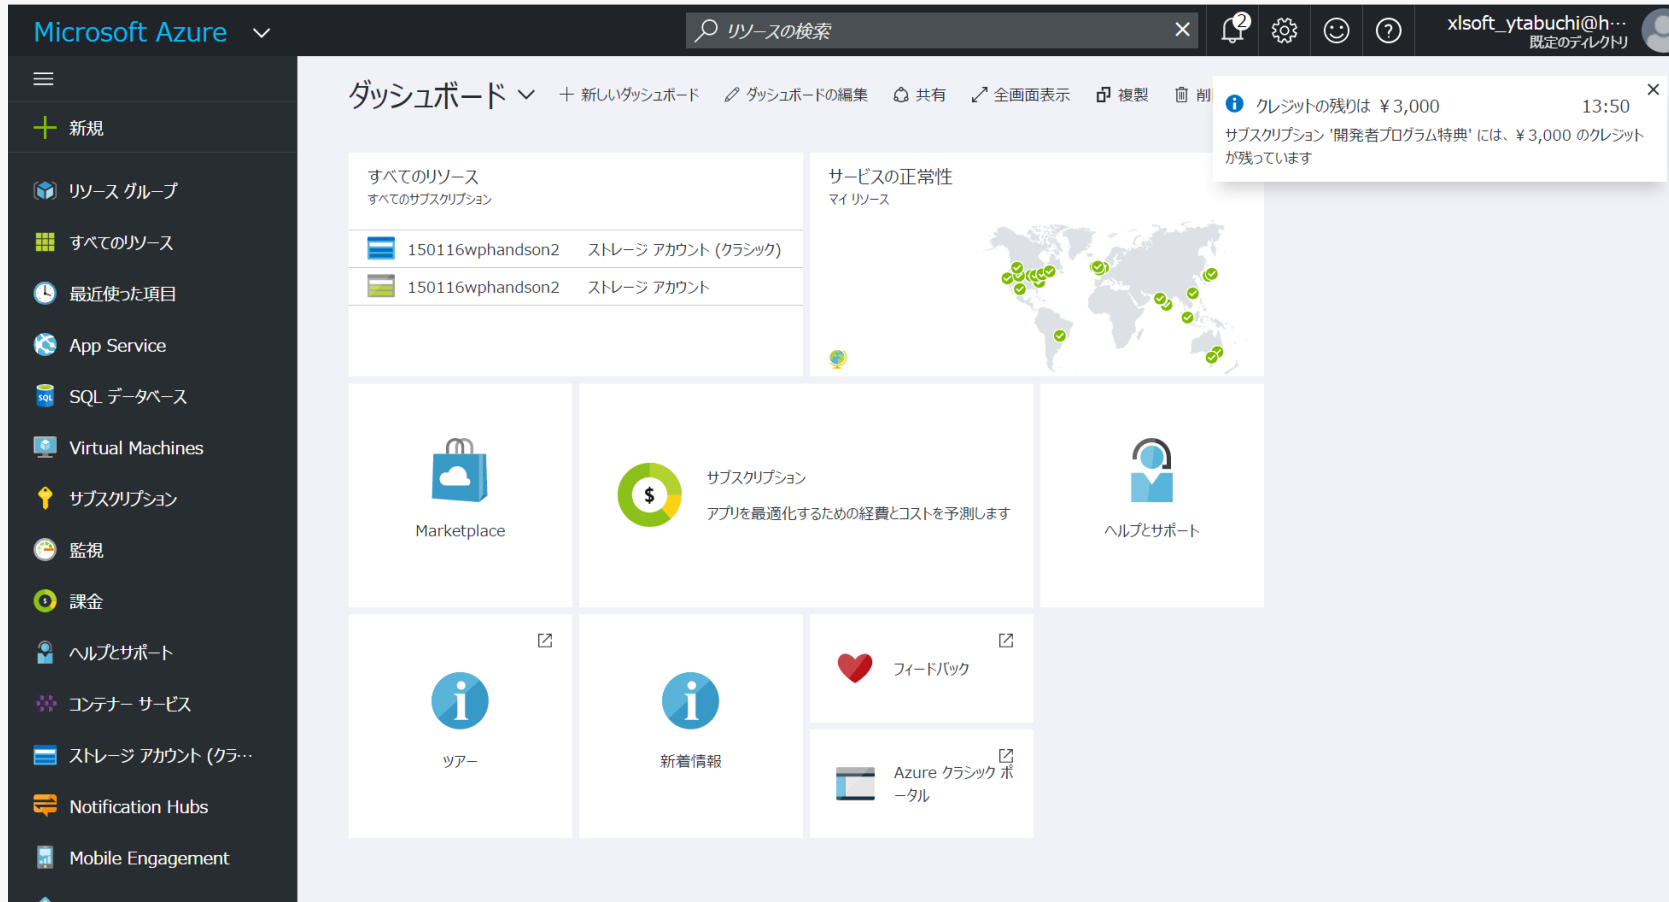 Microsoft Azure
リソースの検索
2
xlsoft_ytabuchi@h…
既定のディレクトリ
新規
リソース グループ
すべてのリソース
最近使った項目
App Service
SQL データベース
Virtual Machines
サブスクリプション
監視
課金
ヘルプとサポート
コンテナー サービス
ストレージ アカウント (クラ…
Notification Hubs
Mobile Engagement
ダッシュボード
新しいダッシュボード
ダッシュボードの編集
共有
全画面表示
複製
削
クレジットの残りは ¥3,000
13:50
サブスクリプション '開発者プログラム特典' には、¥3,000 のクレジット
が残っています
すべてのリソース
すべてのサブスクリプション
150116wphandson2 ストレージ アカウント (クラシック)
150116wphandson2 ストレージ アカウント
サービスの正常性
マイ リソース
Marketplace
サブスクリプション
アプリを最適化するための経費とコストを予測します
ヘルプとサポート
ツアー
新着情報
フィードバック
Azure クラシック ポ
ータル